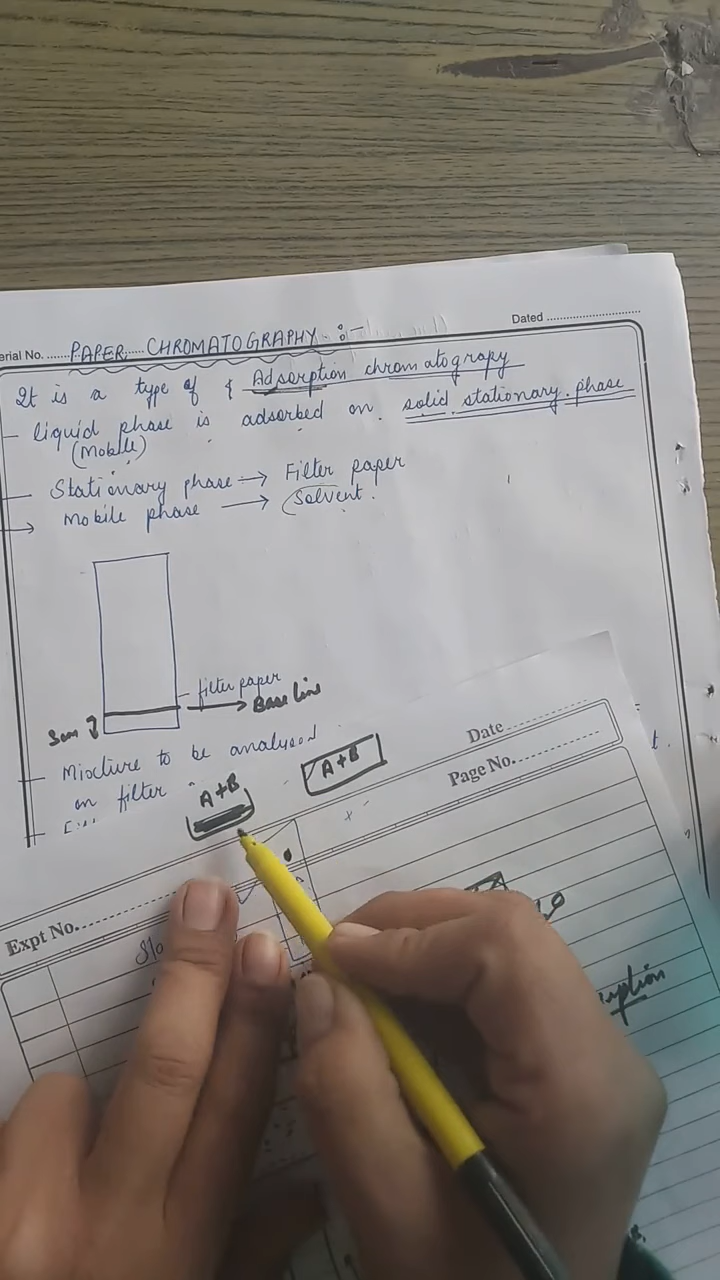 Dated
erial No. PAPER CHROMATOGRAPHY :-
It is a type of Adsorption chromatograpy
- liquid phase is adsorbed on solid stationary phase
(Mobile)
- Stationary phase → Filter paper
→ Mobile phase → Solvent.
filter paper
Base line
- Mixture to be analysed
on filter
t.
A+B
A+B
Date
Page No.
Expt No.